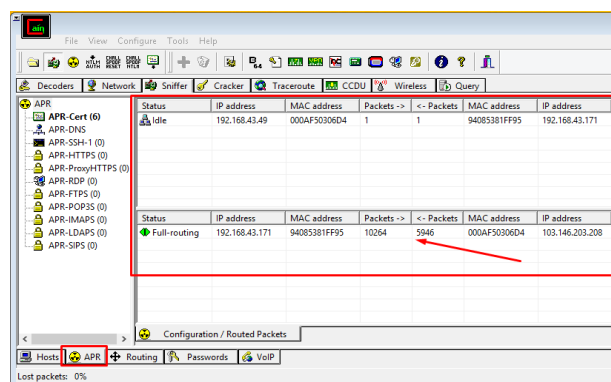 ain
File View Configure Tools Help
Decoders Network Sniffer Cracker Traceroute CCDU Wireless Query
APR
APR-Cert (6)
APR-DNS
APR-SSH-1 (0)
APR-HTTPS (0)
APR-ProxyHTTPS (0)
APR-RDP (0)
APR-FTPS (0)
APR-POP3S (0)
APR-IMAPS (0)
APR-LDAPS (0)
APR-SIPS (0)
Status IP address MAC address Packets -> <- Packets MAC address IP address
Idle 192.168.43.49 000AF50306D4 1 1 94085381FF95 192.168.43.171
Status IP address MAC address Packets -> <- Packets MAC address IP address
Full-routing 192.168.43.171 94085381FF95 10264 5946 000AF50306D4 103.146.203.208
Configuration / Routed Packets
Hosts APR Routing Passwords VoIP
Lost packets: 0%